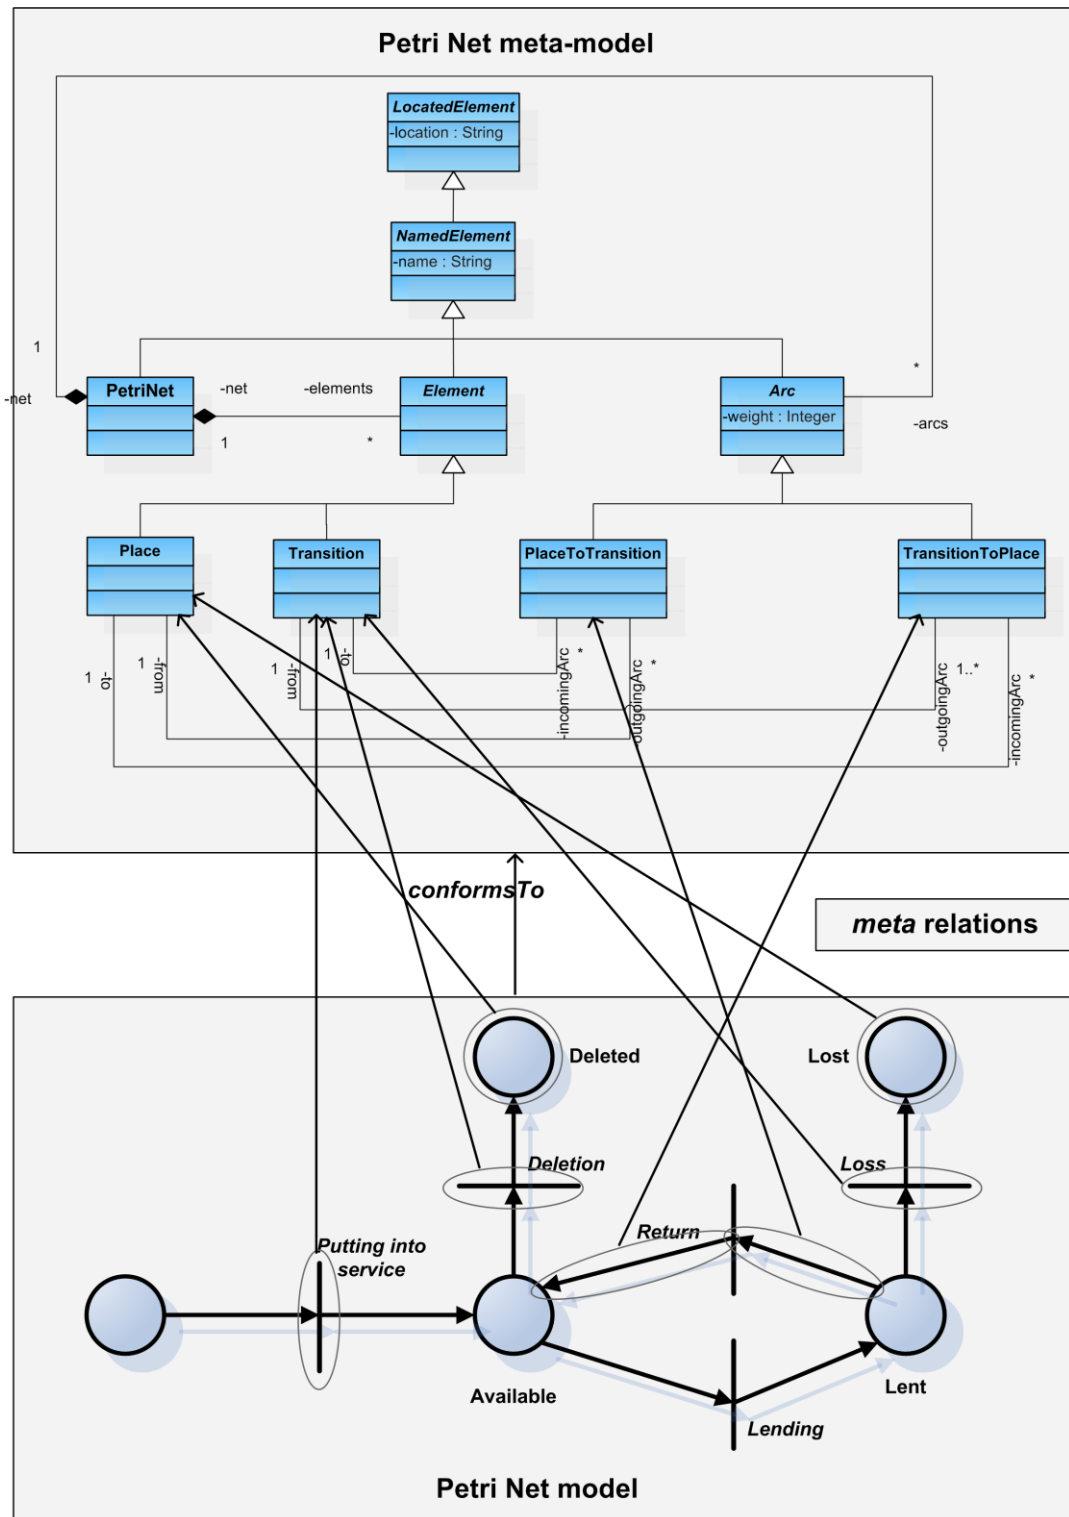 Petri Net meta-model
LocatedElement
-location : String
NamedElement
-name : String
1
-net
PetriNet
-net
-elements
1
*
Element
Arc
-weight : Integer
*
-arcs
Place
Transition
PlaceToTransition
TransitionToPlace
1
-to
1
-from
1
-from
1
-to
*
-incomingArc
*
-outgoingArc
1..*
-outgoingArc
*
-incomingArc
conformsTo
meta relations
Deleted
Lost
Deletion
Loss
Return
Putting into
service
Available
Lent
Lending
Petri Net model